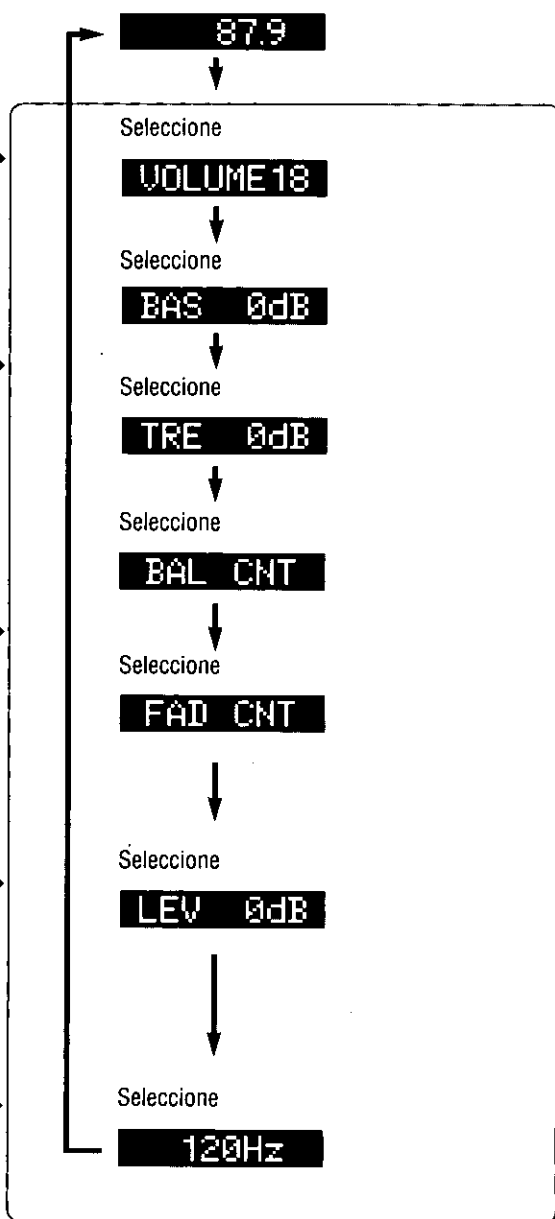 87.9
Seleccione
VOLUME18
Seleccione
BAS 0dB
Seleccione
TRE 0dB
Seleccione
BAL CNT
Seleccione
FAD CNT
Seleccione
LEV 0dB
Seleccione
120Hz